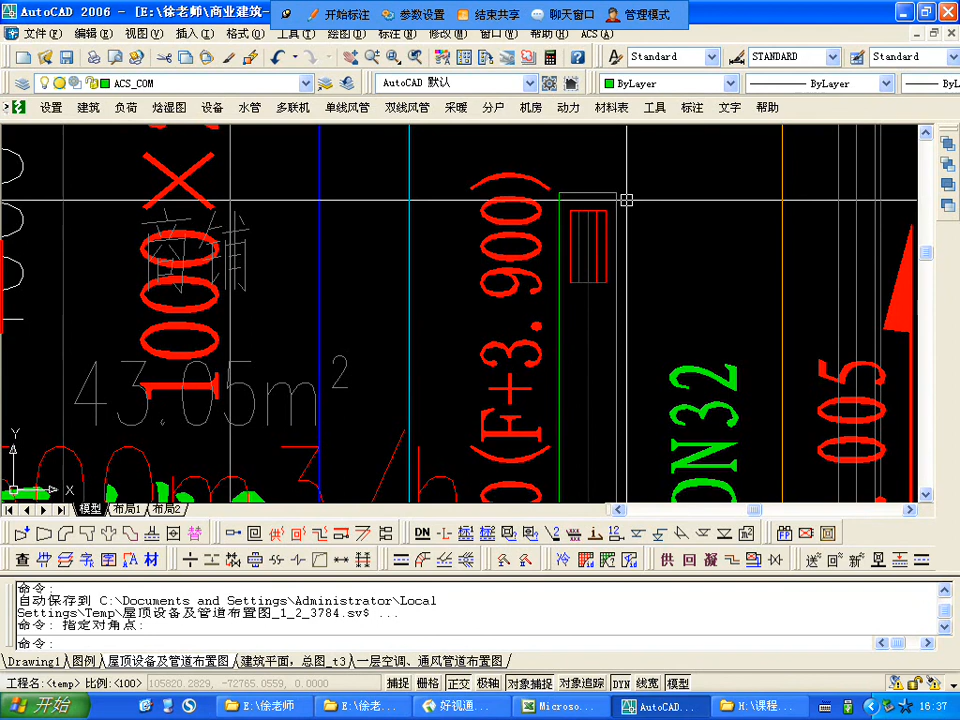 AutoCAD 2006 - [E:\徐老师\商业建筑-
开始标注 参数设置 结束共享 聊天窗口 管理模式
文件(F) 编辑(E) 视图(V) 插入(I) 格式(O) 工具(T) 绘图(D) 标注(N) 修改(M) 窗口(W) 帮助(H) ACS(A)
Standard STANDARD Standard
ACS_COM AutoCAD 默认 ByLayer ByLayer ByL
设置 建筑 负荷 焓湿图 设备 水管 多联机 单线风管 双线风管 采暖 分户 机房 动力 材料表 工具 标注 文字 帮助
1000 X
商铺
43.05m²
00m3/h
0(F+3.900)
DN32
.005
Y
X
模型 布局1 布局2
命令:
自动保存到 C:\Documents and Settings\Administrator\Local
Settings\Temp\屋顶设备及管道布置图_1_2_3784.sv$ ...
命令: 指定对角点:
命令:
Drawing1 图例 屋顶设备及管道布置图 建筑平面，总图_t3 一层空调、通风管道布置图
工程名:<temp> 比例:<100> 105820.2829, -72765.0559, 0.0000 捕捉 栅格 正交 极轴 对象捕捉 对象追踪 DYN 线宽 模型
开始 E:\徐老师 E:\徐老... 好视通... Microso... AutoCAD... H:\课程... 16:37